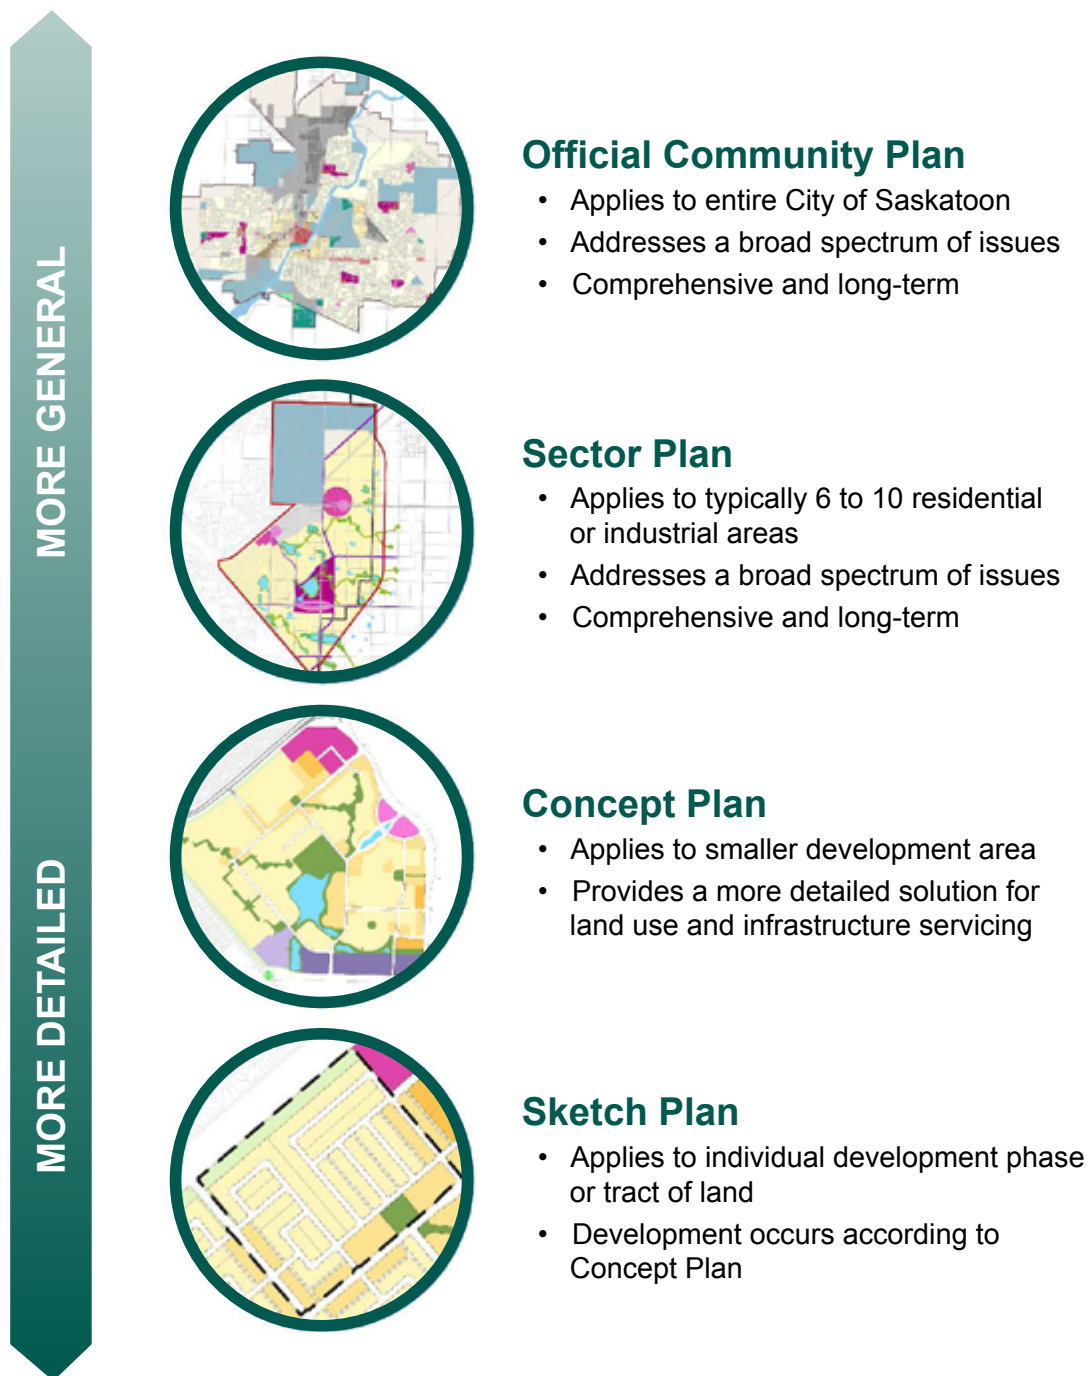 MORE GENERAL
MORE DETAILED
Official Community Plan
• Applies to entire City of Saskatoon
• Addresses a broad spectrum of issues
• Comprehensive and long-term
Sector Plan
• Applies to typically 6 to 10 residential
or industrial areas
• Addresses a broad spectrum of issues
• Comprehensive and long-term
Concept Plan
• Applies to smaller development area
• Provides a more detailed solution for
land use and infrastructure servicing
Sketch Plan
• Applies to individual development phase
or tract of land
• Development occurs according to
Concept Plan